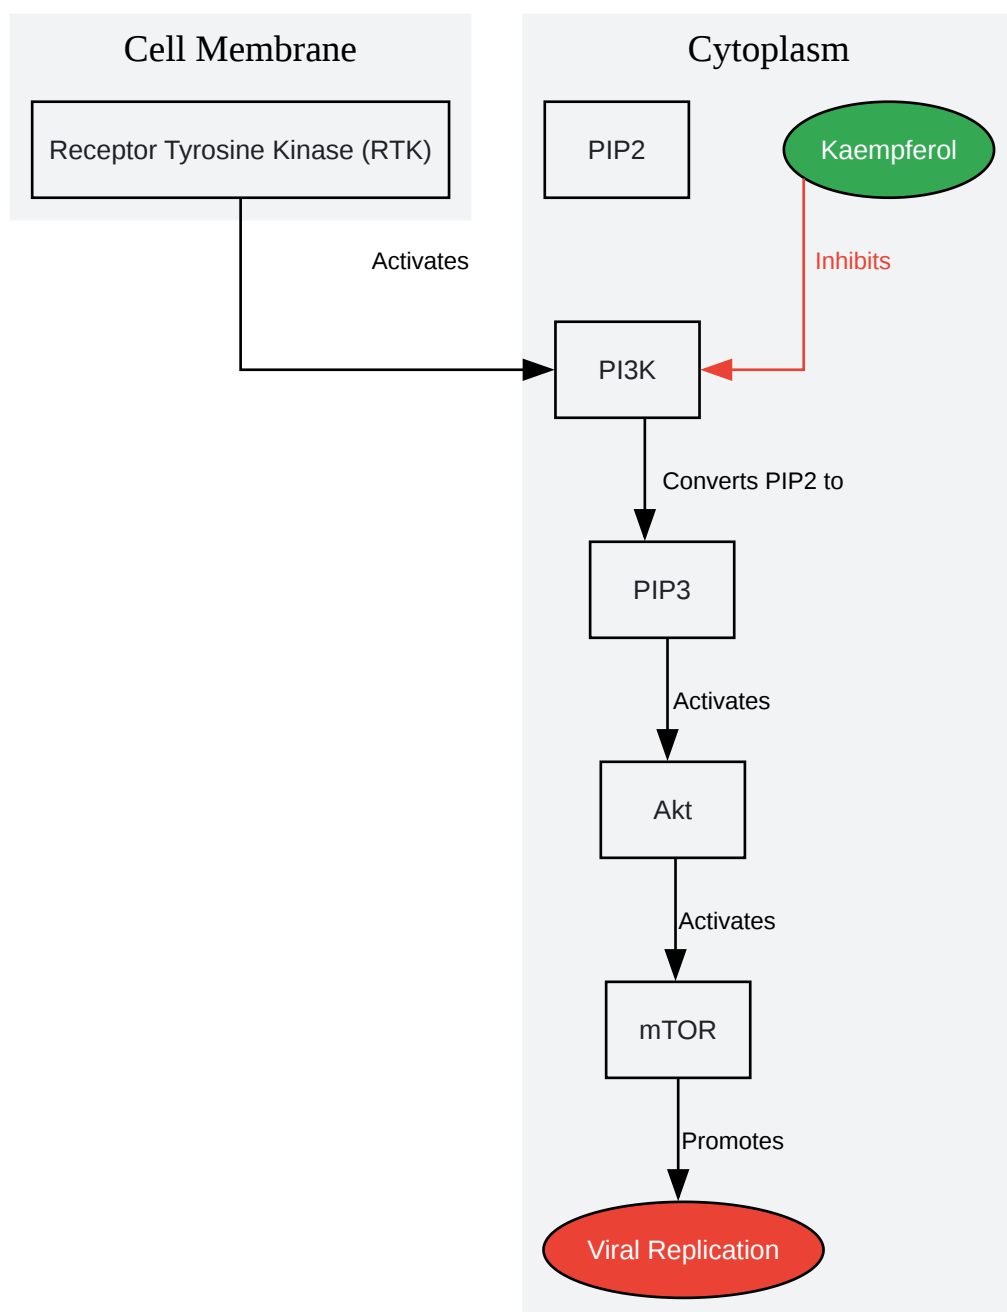 Cell Membrane
Cytoplasm
Receptor Tyrosine Kinase (RTK)
PIP2
Kaempferol
Activates
Inhibits
PI3K
Converts PIP2 to
PIP3
Activates
Akt
Activates
mTOR
Promotes
Viral Replication